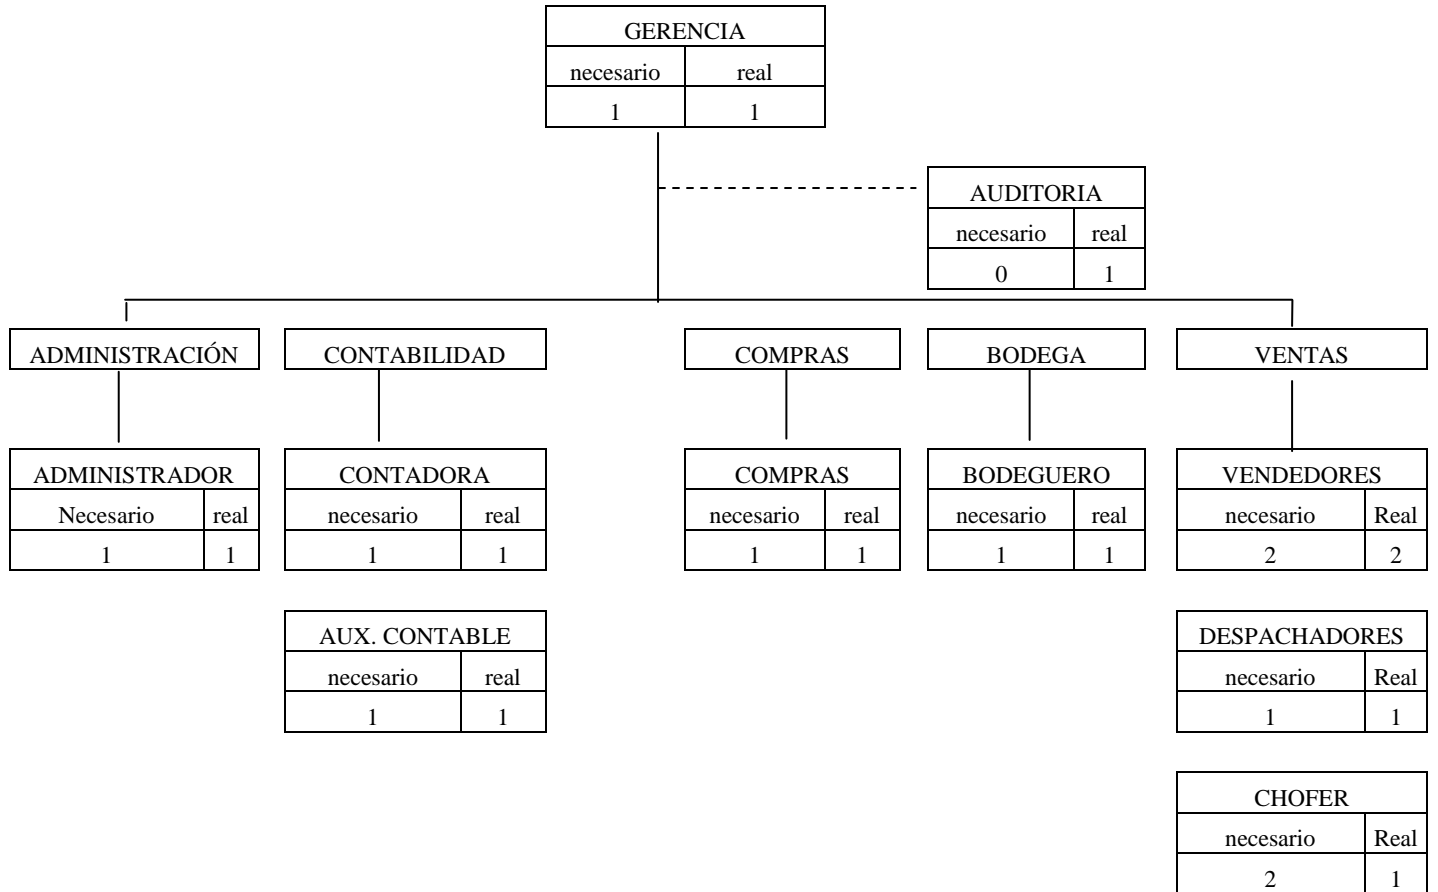 GERENCIA
necesario real
1 1
AUDITORIA
necesario real
0 1
ADMINISTRACIÓN CONTABILIDAD COMPRAS BODEGA VENTAS
ADMINISTRADOR CONTADORA COMPRAS BODEGUERO VENDEDORES
Necesario real necesario real necesario real necesario real necesario Real
1 1 1 1 1 1 1 1 2 2
AUX. CONTABLE DESPACHADORES
necesario real necesario Real
1 1 1 1
CHOFER
necesario Real
2 1